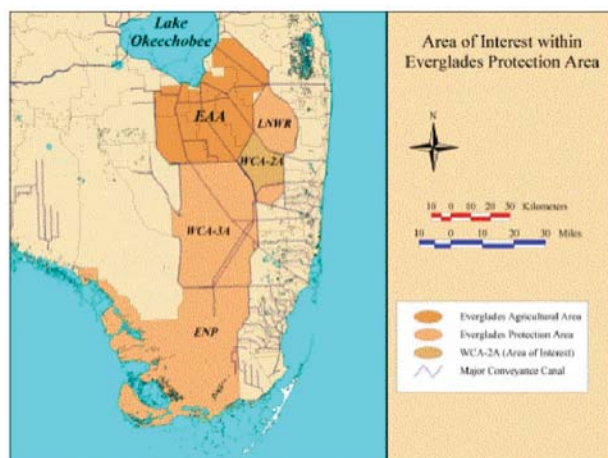 Lake
Okeechobee
EAA
LNWR
WCA-2A
WCA-3A
ENP
Area of Interest within
Everglades Protection Area
N
10 0 10 20 30 Kilometers
10 0 10 20 30 Miles
Everglades Agricultural Area
Everglades Protection Area
WCA-2A (Area of Interest)
Major Conveyance Canal